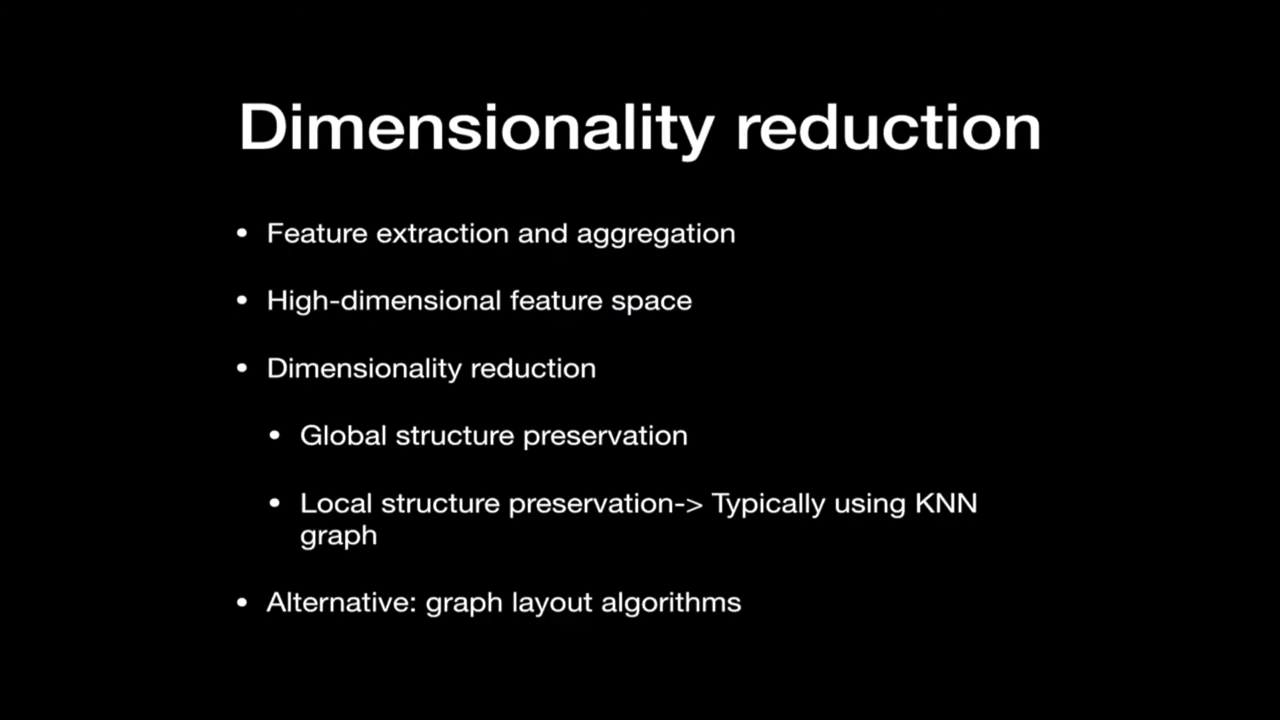 Dimensionality reduction
• Feature extraction and aggregation
• High-dimensional feature space
• Dimensionality reduction
• Global structure preservation
• Local structure preservation-> Typically using KNN
graph
• Alternative: graph layout algorithms